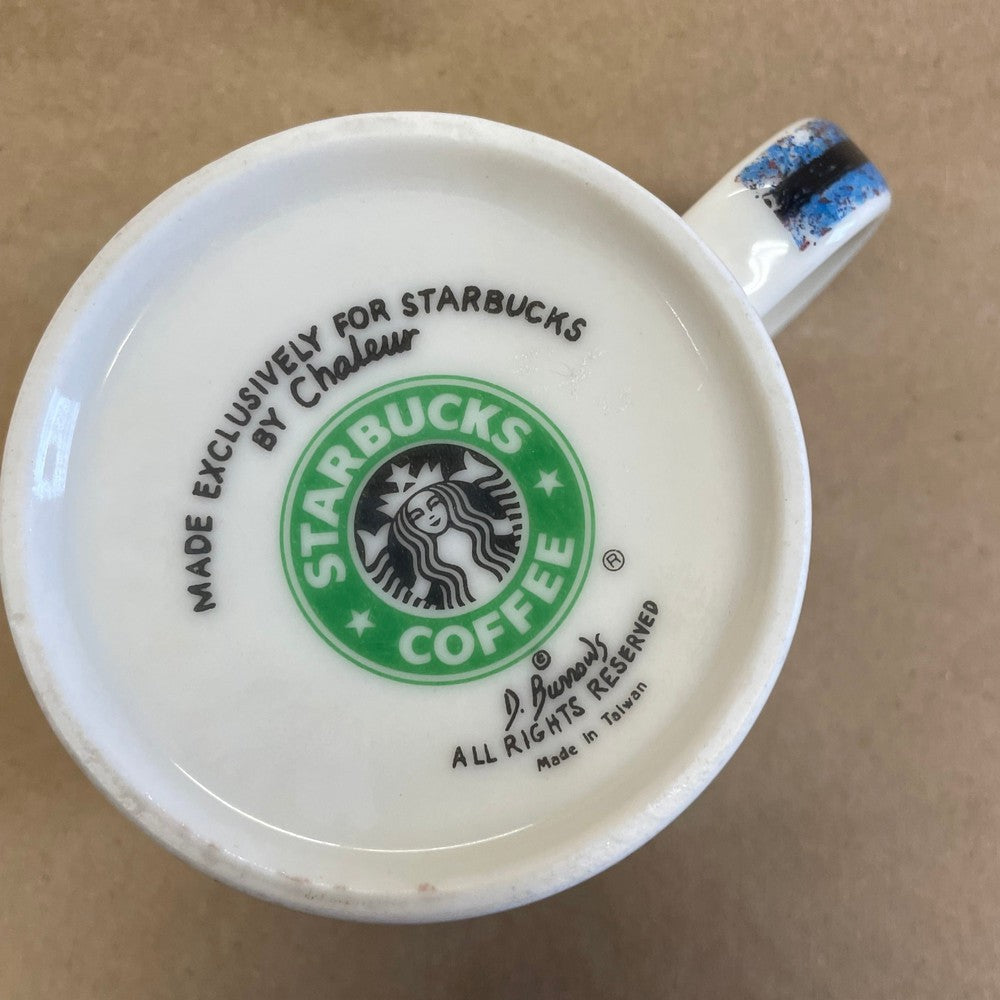 MADE EXCLUSIVELY FOR STARBUCKS
BY Chaleur
STARBUCKS
COFFEE
®
©
D. Burrows
ALL RIGHTS RESERVED
Made In Taiwan